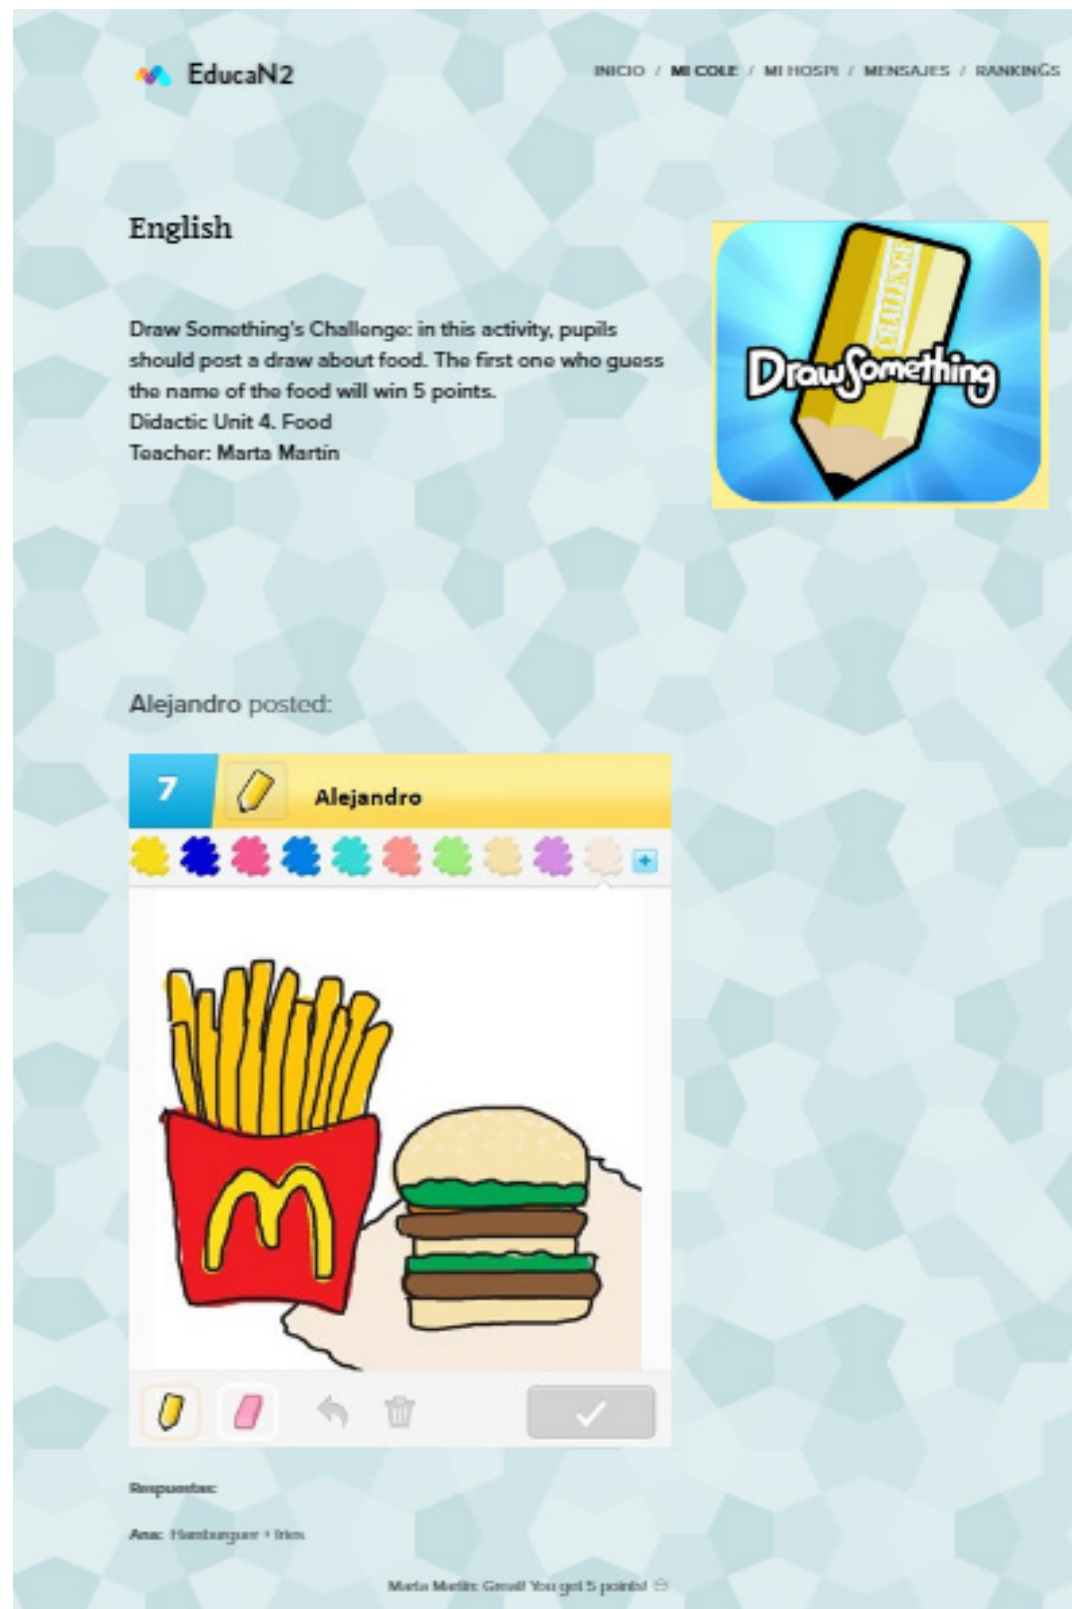 EducaN2
INICIO / MI COLE / MI HOSPI / MENSAJES / RANKINGS
English
CHALLENGE
DrawSomething
Draw Something's Challenge: in this activity, pupils
should post a draw about food. The first one who guess
the name of the food will win 5 points.
Didactic Unit 4. Food
Teacher: Marta Martín
Alejandro posted:
7
Alejandro
Respuestas:
Ana: Hamburguer + fries
Marta Martín: Great! You get 5 points!